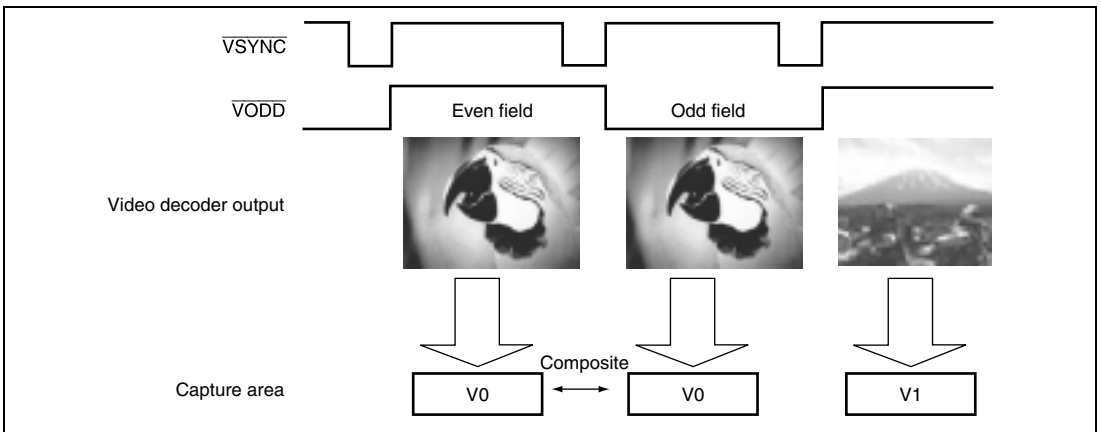 VSYNC
VODD
Even field
Odd field
Video decoder output
Composite
Capture area
V0
V0
V1